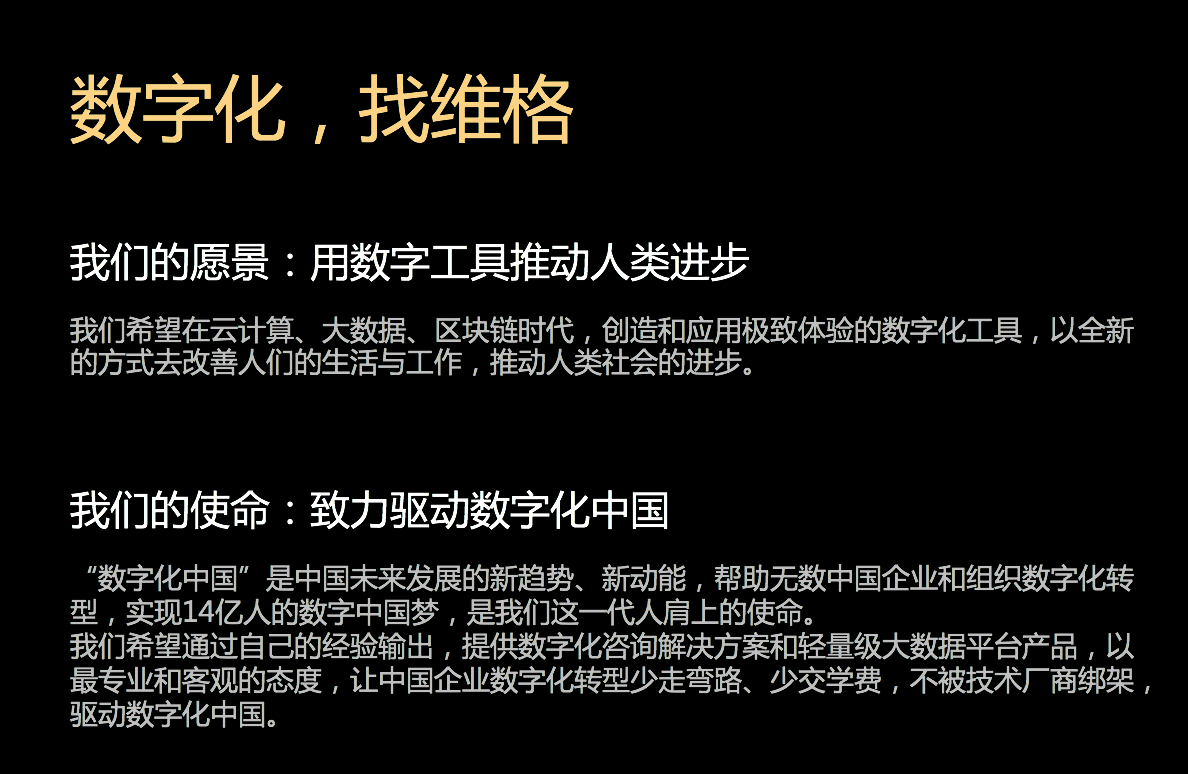 数字化，找维格
我们的愿景：用数字工具推动人类进步
我们希望在云计算、大数据、区块链时代，创造和应用极致体验的数字化工具，以全新
的方式去改善人们的生活与工作，推动人类社会的进步。
我们的使命：致力驱动数字化中国
“数字化中国”是中国未来发展的新趋势、新动能，帮助无数中国企业和组织数字化转
型，实现14亿人的数字中国梦，是我们这一代人肩上的使命。
我们希望通过自己的经验输出，提供数字化咨询解决方案和轻量级大数据平台产品，以
最专业和客观的态度，让中国企业数字化转型少走弯路、少交学费，不被技术厂商绑架，
驱动数字化中国。